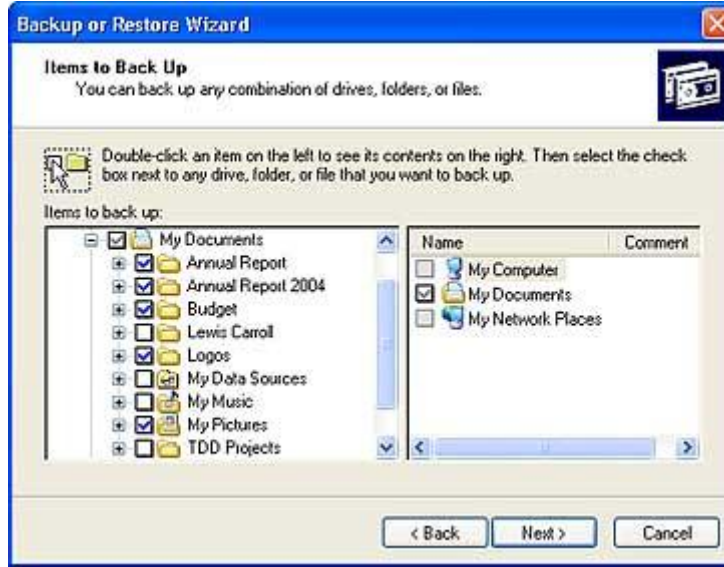 Backup or Restore Wizard
Items to Back Up
You can back up any combination of drives, folders, or files.
Double-click an item on the left to see its contents on the right. Then select the check
box next to any drive, folder, or file that you want to back up.
Items to back up:
My Documents
Annual Report
Annual Report 2004
Budget
Lewis Carroll
Logos
My Data Sources
My Music
My Pictures
TDD Projects
Name Comment
My Computer
My Documents
My Network Places
< Back Next > Cancel